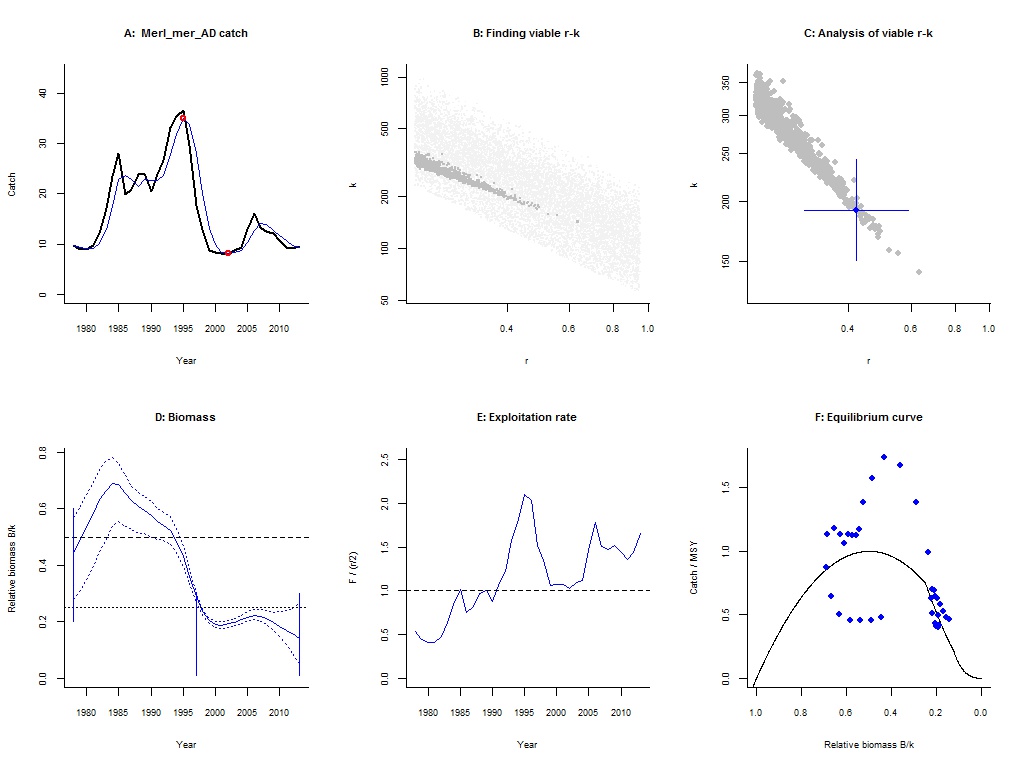 A: Merl_mer_AD catch
Catch
0
10
20
30
40
1980 1985 1990 1995 2000 2005 2010
Year
B: Finding viable r-k
k
50
100
200
500
1000
0.4 0.6 0.8 1.0
r
C: Analysis of viable r-k
k
150
200
250
300
350
0.4 0.6 0.8 1.0
r
D: Biomass
Relative biomass B/k
0.0
0.2
0.4
0.6
0.8
1980 1985 1990 1995 2000 2005 2010
Year
E: Exploitation rate
F / (r/2)
0.0
0.5
1.0
1.5
2.0
2.5
1980 1985 1990 1995 2000 2005 2010
Year
F: Equilibrium curve
Catch / MSY
0.0
0.5
1.0
1.5
1.0 0.8 0.6 0.4 0.2 0.0
Relative biomass B/k